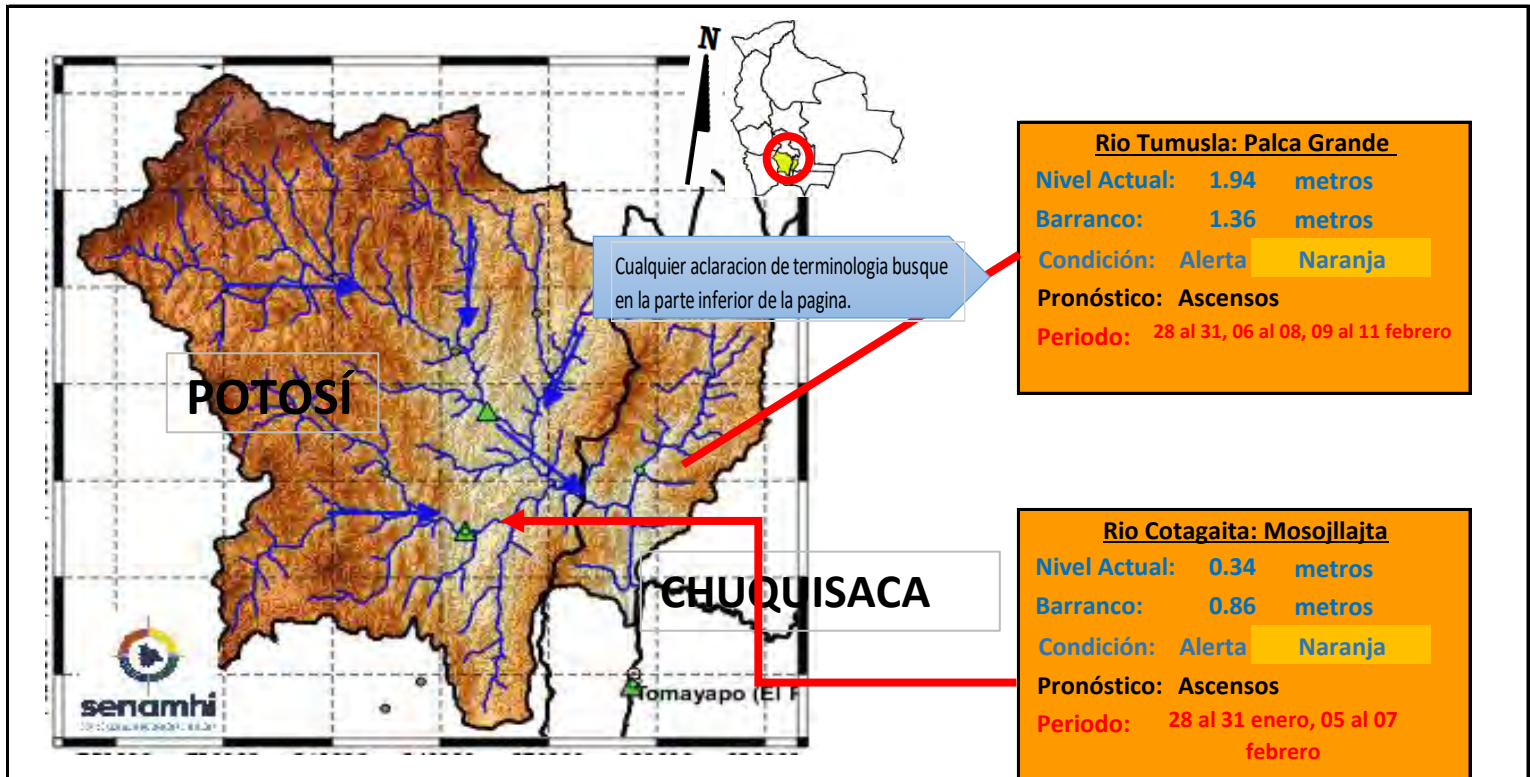 N
Cualquier aclaracion de terminologia busque
en la parte inferior de la pagina.
POTOSÍ
CHUQUISACA
senamhi
Tomayapo (El
Rio Tumusla: Palca Grande
Nivel Actual: 1.94 metros
Barranco: 1.36 metros
Condición: Alerta Naranja
Pronóstico: Ascensos
Periodo: 28 al 31, 06 al 08, 09 al 11 febrero
Rio Cotagaita: Mosojllajta
Nivel Actual: 0.34 metros
Barranco: 0.86 metros
Condición: Alerta Naranja
Pronóstico: Ascensos
Periodo: 28 al 31 enero, 05 al 07
febrero